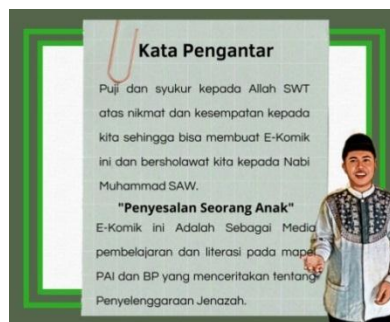 Kata Pengantar
Puji dan syukur kepada Allah SWT
atas nikmat dan kesempatan kepada
kita sehingga bisa membuat E-Komik
ini dan bersholawat kita kepada Nabi
Muhammad SAW.
"Penyesalan Seorang Anak"
E-Komik ini Adalah Sebagai Media
pembelajaran dan literasi pada mapel
PAI dan BP yang menceritakan tentang
Penyelenggaraan Jenazah.